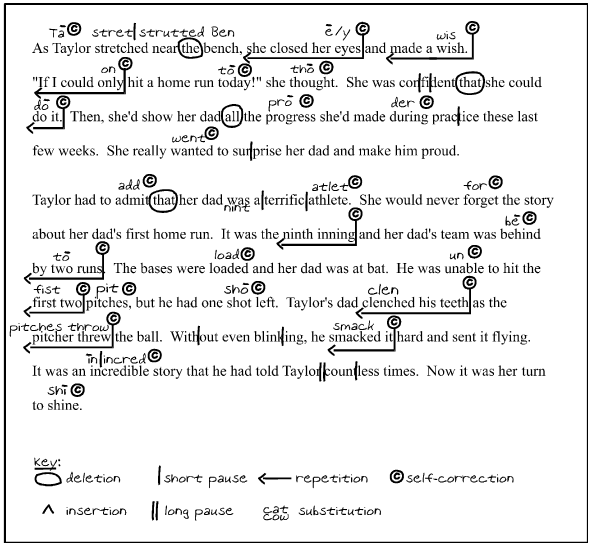 Tā © stret | strutted Ben ē/y © wis
As Taylor stretched near the bench, she closed her eyes and made a wish.
on © tō © thō ©
"If I could only hit a home run today!" she thought. She was confident that she could
dō © prō © der ©
do it. Then, she'd show her dad all the progress she'd made during practice these last
went ©
few weeks. She really wanted to surprise her dad and make him proud.
add © atlet © for ©
Taylor had to admit that her dad was a terrific athlete. She would never forget the story
nint © bē ©
about her dad's first home run. It was the ninth inning and her dad's team was behind
tō © load © un ©
by two runs. The bases were loaded and her dad was at bat. He was unable to hit the
fist © pit © shō © clen ©
first two pitches, but he had one shot left. Taylor's dad clenched his teeth as the
pitches throw © smack ©
pitcher threw the ball. Without even blinking, he smacked it hard and sent it flying.
in | incred ©
It was an incredible story that he had told Taylor countless times. Now it was her turn
shī ©
to shine.
Key:
deletion | short pause repetition © self-correction
^ insertion || long pause cat cow substitution